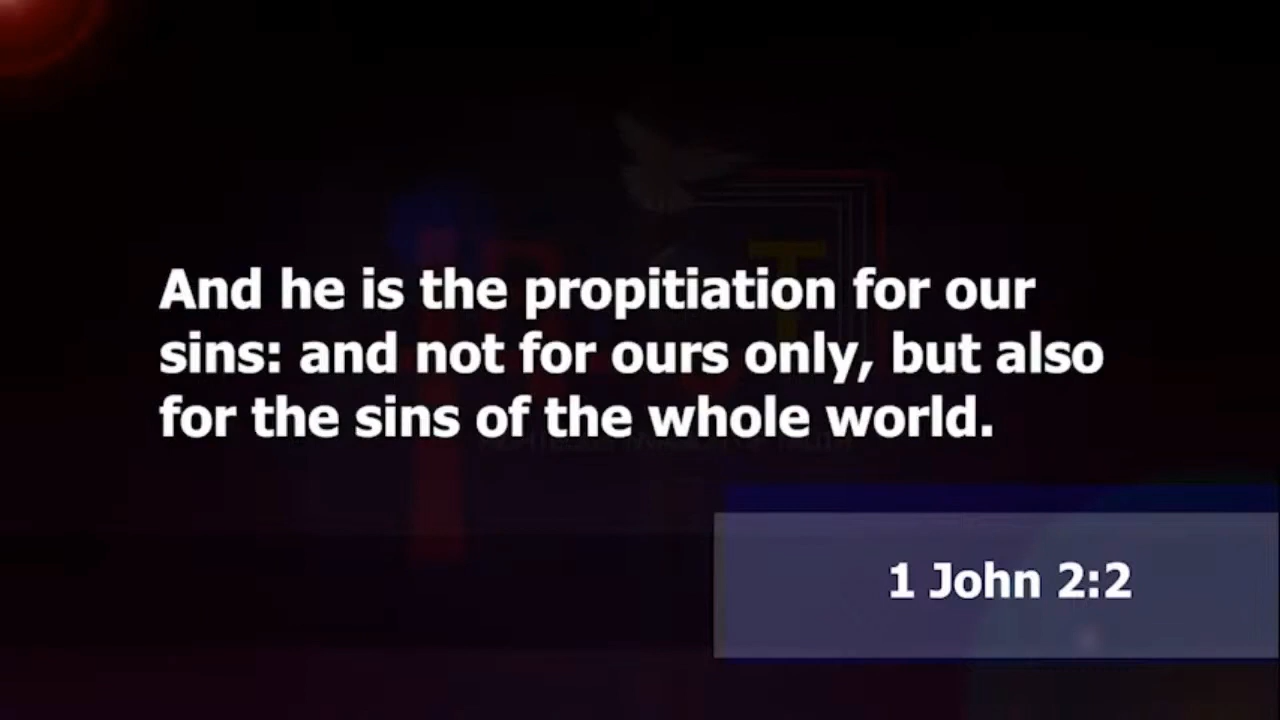 And he is the propitiation for our
sins: and not for ours only, but also
for the sins of the whole world.
1 John 2:2